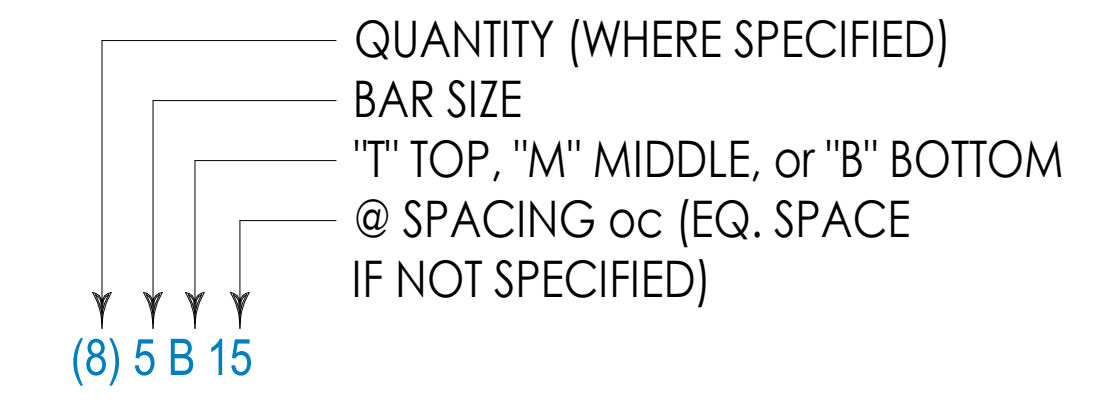 QUANTITY (WHERE SPECIFIED)
BAR SIZE
"T" TOP, "M" MIDDLE, or "B" BOTTOM
@ SPACING oc (EQ. SPACE
IF NOT SPECIFIED)
(8) 5 B 15